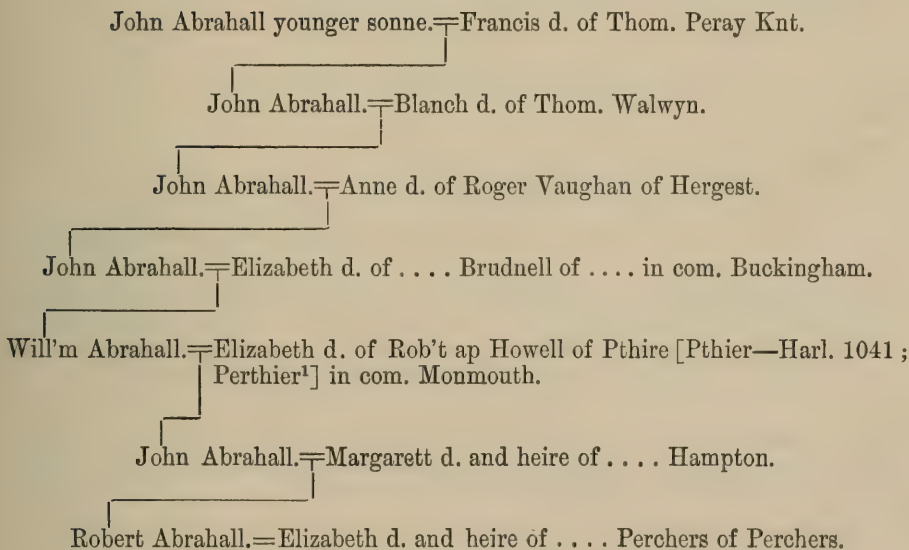 John Abrahall younger sonne.=Francis d. of Thom. Peray Knt.
John Abrahall.=Blanch d. of Thom. Walwyn.
John Abrahall.=Anne d. of Roger Vaughan of Hergest.
John Abrahall.=Elizabeth d. of .... Brudnell of .... in com. Buckingham.
Will'm Abrahall.=Elizabeth d. of Rob't ap Howell of Pthire [Pthier—Harl. 1041;
Perthier¹] in com. Monmouth.
John Abrahall.=Margarett d. and heire of .... Hampton.
Robert Abrahall.=Elizabeth d. and heire of .... Perchers of Perchers.